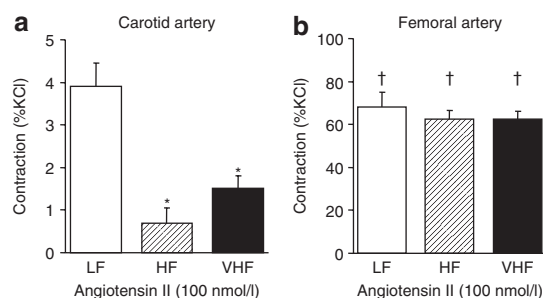 a
Carotid artery
Contraction (%KCl)
5
4
3
2
1
0
*
*
LF
HF
VHF
Angiotensin II (100 nmol/l)
b
Femoral artery
Contraction (%KCl)
100
80
60
40
20
0
†
†
†
LF
HF
VHF
Angiotensin II (100 nmol/l)